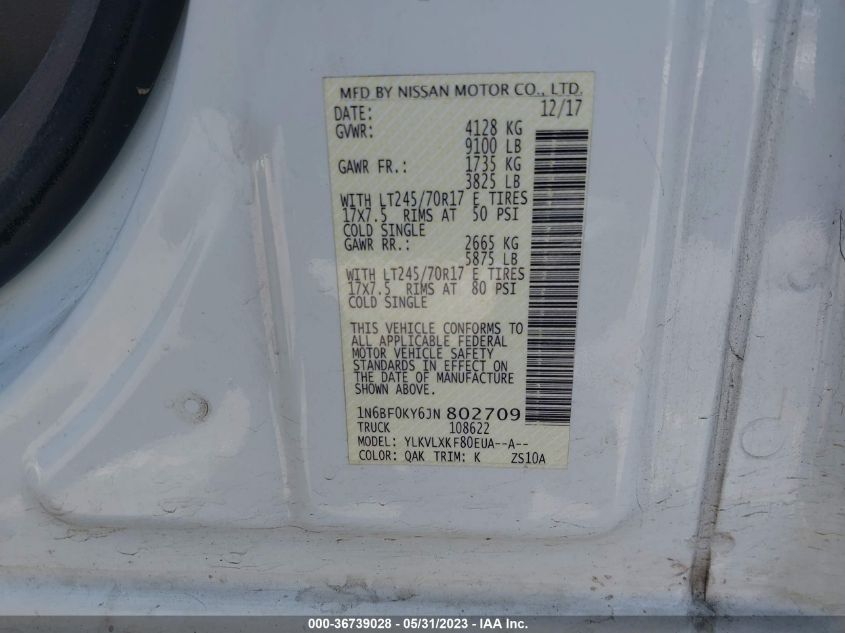 MFD BY NISSAN MOTOR CO., LTD.
DATE: 12/17
GVWR: 4128 KG
9100 LB
GAWR FR.: 1735 KG
3825 LB
WITH LT245/70R17 E TIRES
17X7.5 RIMS AT 50 PSI
COLD SINGLE
GAWR RR.: 2665 KG
5875 LB
WITH LT245/70R17 E TIRES
17X7.5 RIMS AT 80 PSI
COLD SINGLE
THIS VEHICLE CONFORMS TO
ALL APPLICABLE FEDERAL
MOTOR VEHICLE SAFETY
STANDARDS IN EFFECT ON
THE DATE OF MANUFACTURE
SHOWN ABOVE.
1N6BF0KY6JN802709
TRUCK 108622
MODEL: YLKVLXKF80EUA--A--
COLOR: QAK TRIM: K ZS10A
000-36739028 - 05/31/2023 - IAA Inc.